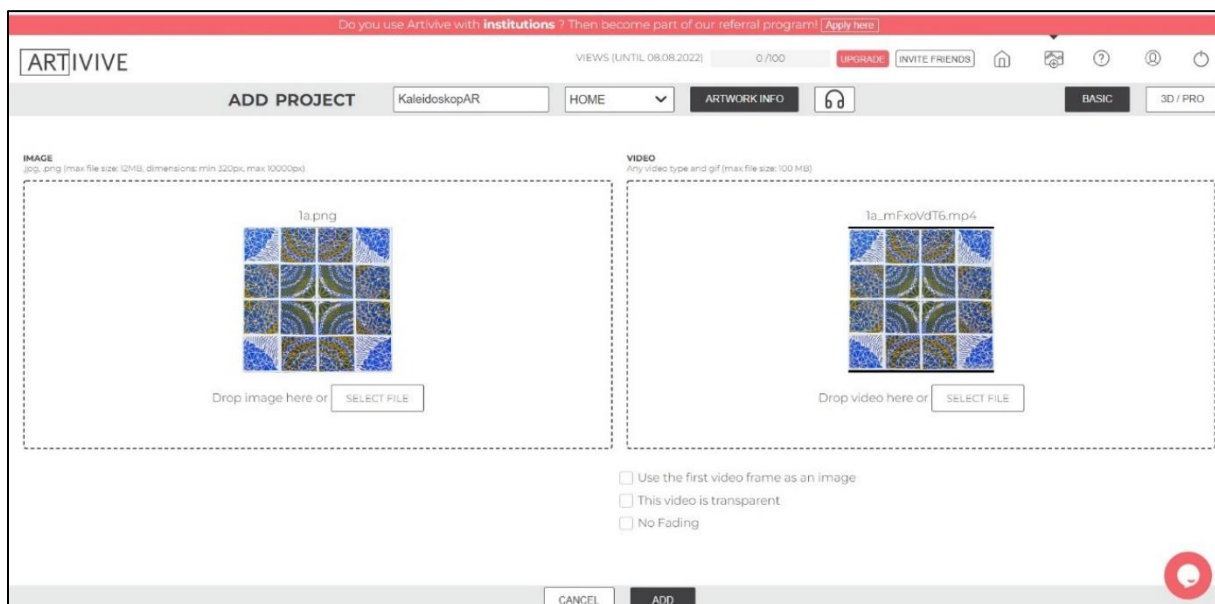 Do you use Artivive with institutions ? Then become part of our referral program! Apply here
ARTIVIVE
VIEWS (UNTIL 08.08.2022)
0 /100
UPGRADE
INVITE FRIENDS
ADD PROJECT
KaleidoskopAR
HOME
ARTWORK INFO
BASIC
3D / PRO
IMAGE
.jpg, .png (max file size: 12MB, dimensions: min 320px, max 10000px)
1a.png
Drop image here or SELECT FILE
VIDEO
Any video type and gif (max file size: 100 MB)
1a_mFxoVdT6.mp4
Drop video here or SELECT FILE
Use the first video frame as an image
This video is transparent
No Fading
CANCEL
ADD